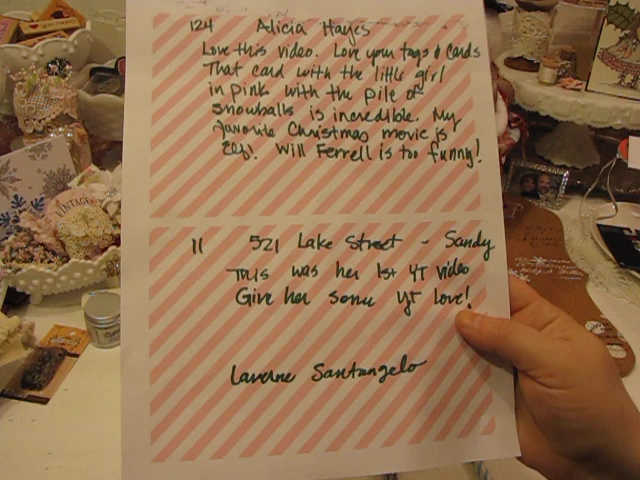 124 Alicia Hayes
Love this video. Love your tags & cards
That card with the little girl
in pink with the pile of
snowballs is incredible. My
favorite Christmas movie is
Elf! Will Ferrell is too funny!
11 521 Lake Street - Sandy
This was her 1st YT video
Give her some YT love!
Laverne Santangelo
VINTAGE